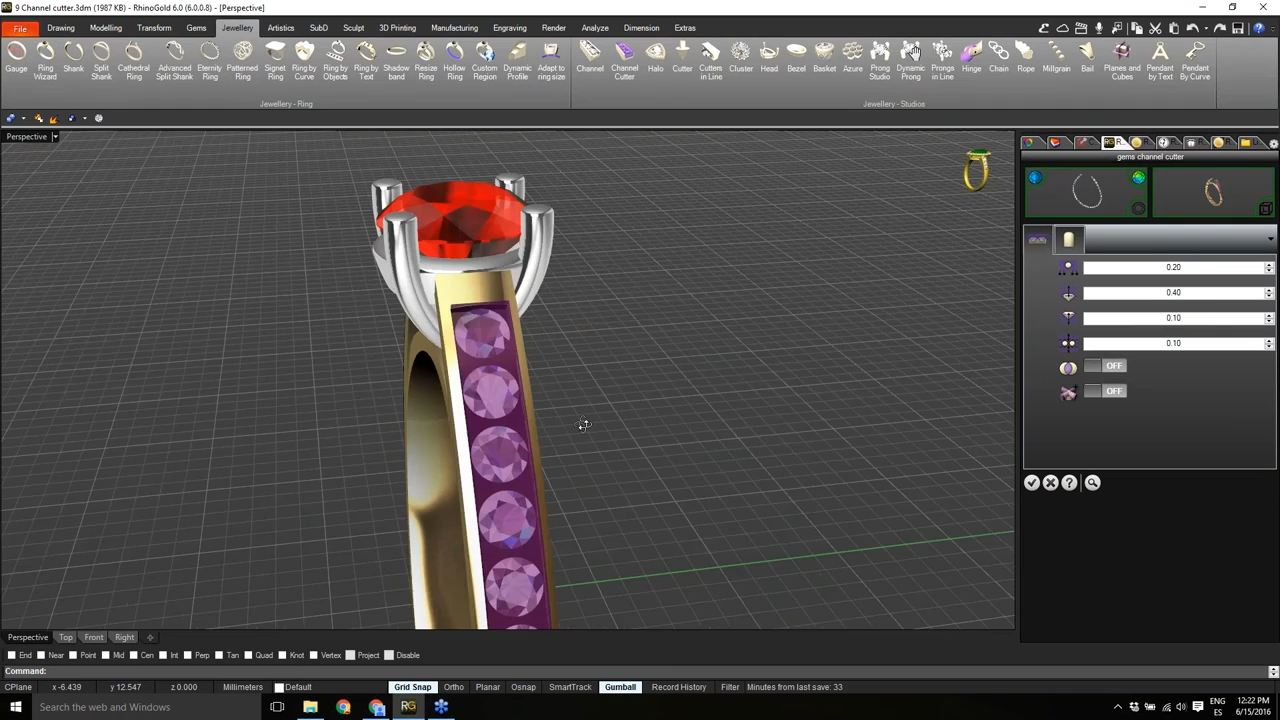 9 Channel cutter.3dm (1987 KB) - RhinoGold 6.0 (6.0.0.8) - [Perspective]
File Drawing Modelling Transform Gems Jewellery Artistics SubD Sculpt 3D Printing Manufacturing Engraving Render Analyze Dimension Extras
Gauge Ring Wizard Shank Split Shank Cathedral Ring Advanced Split Shank Eternity Ring Patterned Ring Signet Ring Ring by Curve Ring by Objects Ring by Text Shadow band Resize Ring Hollow Ring Custom Region Dynamic Profile Adapt to ring size Channel Channel Cutter Halo Cutter Cutters in Line Cluster Head Bezel Basket Azure Prong Studio Dynamic Prong Prongs in Line Hinge Chain Rope Millgrain Bail Planes and Cubes Pendant by Text Pendant By Curve
Jewellery - Ring Jewellery - Studios
Perspective
gems channel cutter
0.20
0.40
0.10
0.10
OFF
OFF
Perspective Top Front Right
End Near Point Mid Cen Int Perp Tan Quad Knot Vertex Project Disable
Command:
CPlane x -6.439 y 12.547 z 0.000 Millimeters Default Grid Snap Ortho Planar Osnap SmartTrack Gumball Record History Filter Minutes from last save: 33
Search the web and Windows
RG
ENG
ES
12:22 PM
6/15/2016